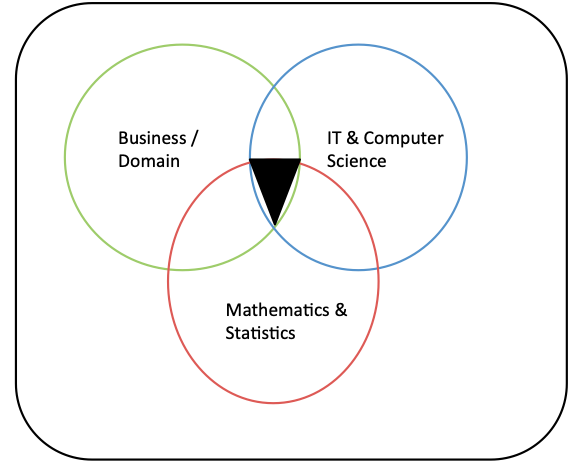 Business /
Domain
IT & Computer
Science
Mathematics &
Statistics